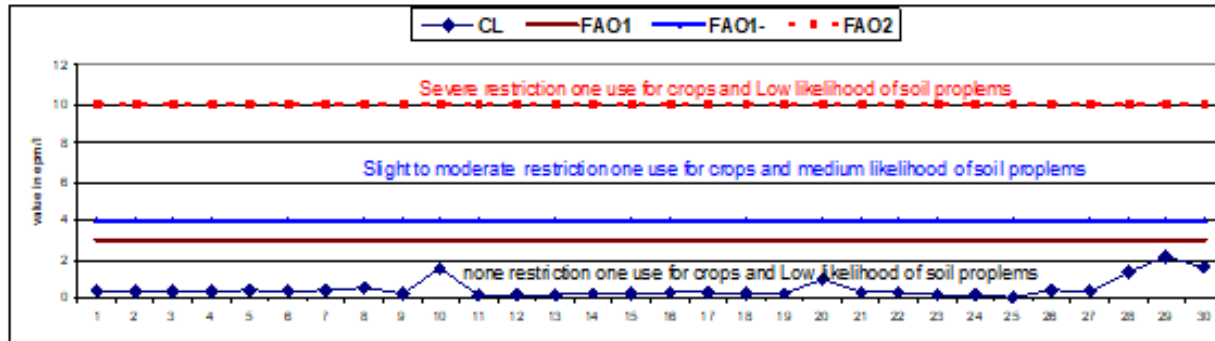 CL FAO1 FAO1- FAO2
12
Severe restriction one use for crops and Low likelihood of soil proplems
10
8
Slight to moderate restriction one use for crops and medium likelihood of soil proplems
6
4
2
none restriction one use for crops and Low likelihood of soil proplems
0
value in epm/l
1 2 3 4 5 6 7 8 9 10 11 12 13 14 15 16 17 18 19 20 21 22 23 24 25 26 27 28 29 30